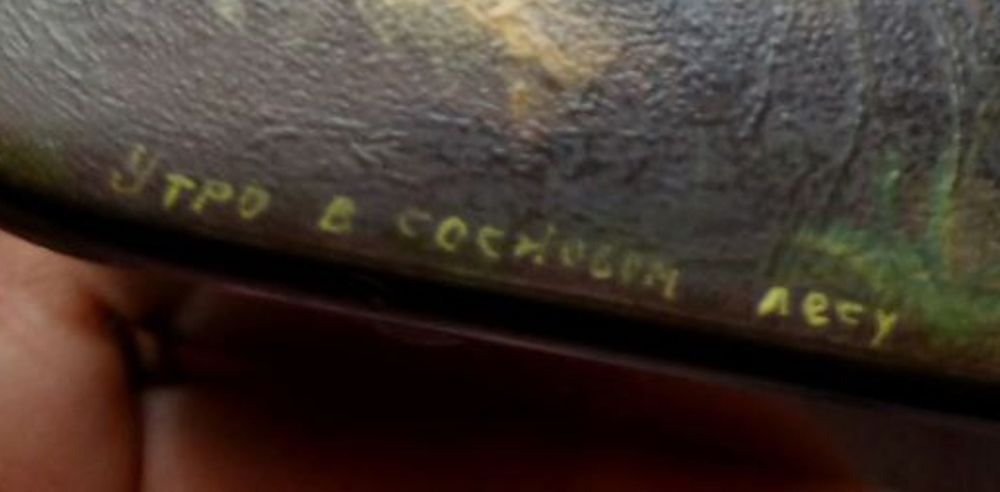 Утро в сосновом лесу